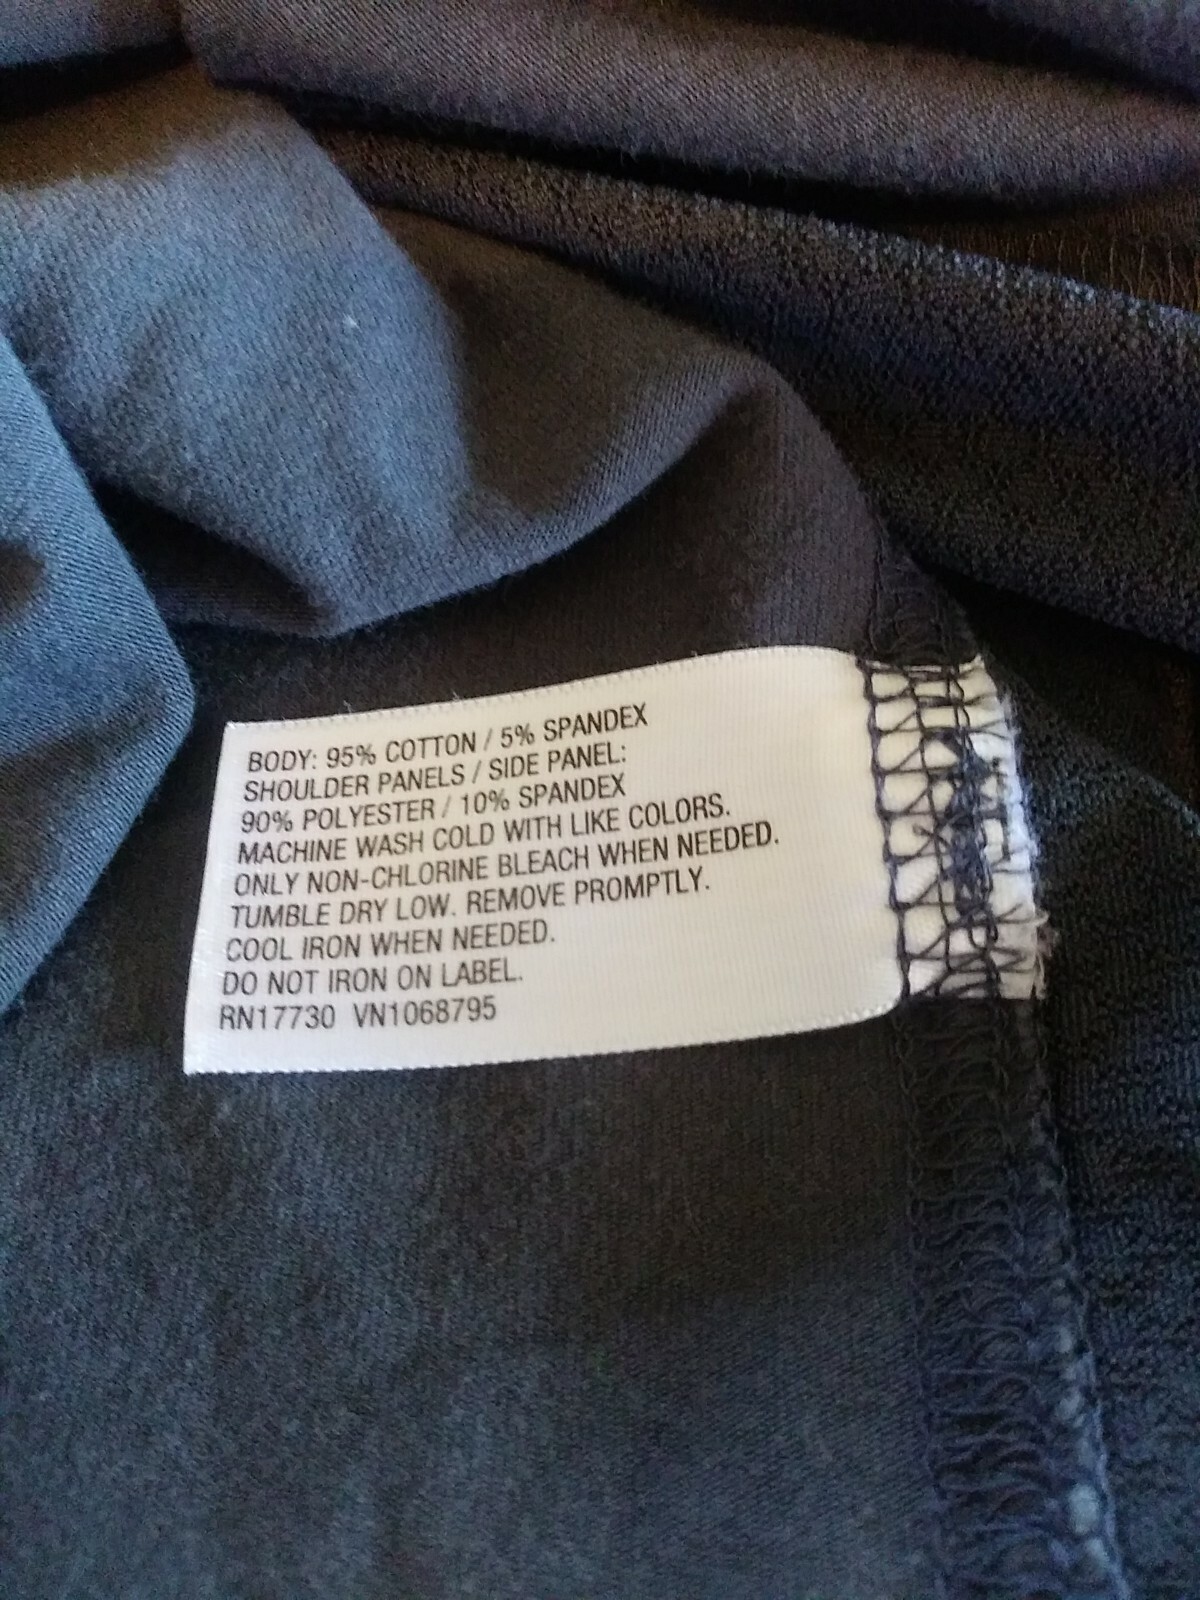 BODY: 95% COTTON / 5% SPANDEX
SHOULDER PANELS / SIDE PANEL:
90% POLYESTER / 10% SPANDEX
MACHINE WASH COLD WITH LIKE COLORS.
ONLY NON-CHLORINE BLEACH WHEN NEEDED.
TUMBLE DRY LOW. REMOVE PROMPTLY.
COOL IRON WHEN NEEDED.
DO NOT IRON ON LABEL.
RN17730 VN1068795